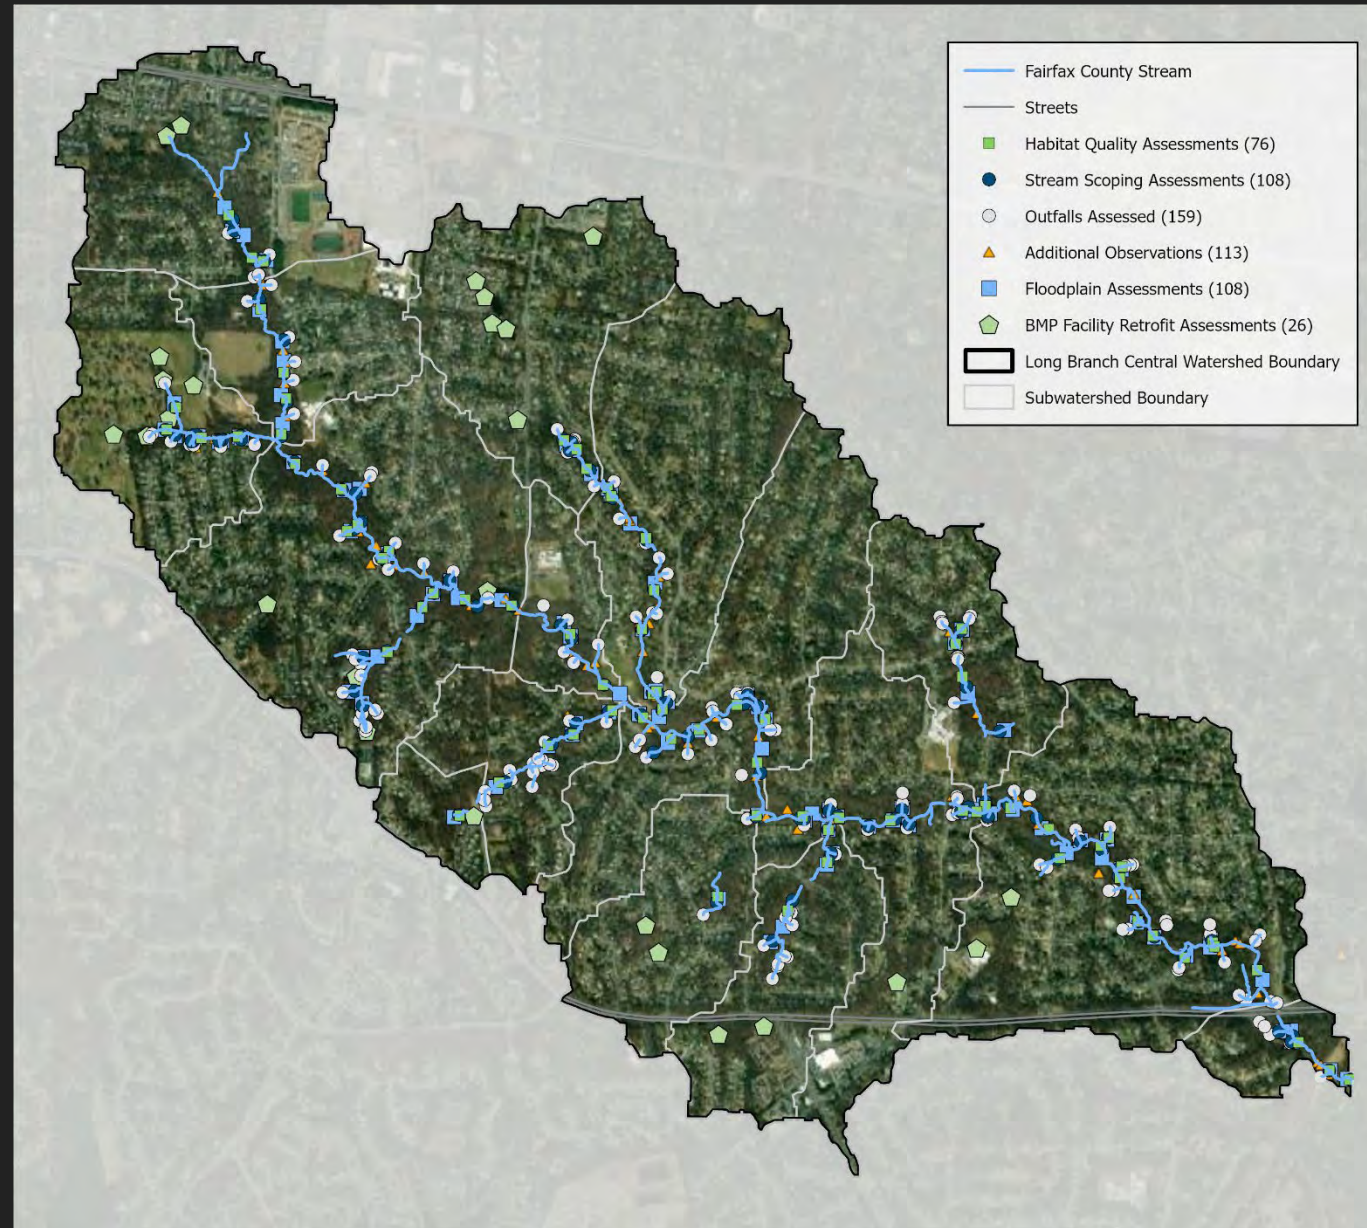 Fairfax County Stream
Streets
Habitat Quality Assessments (76)
Stream Scoping Assessments (108)
Outfalls Assessed (159)
Additional Observations (113)
Floodplain Assessments (108)
BMP Facility Retrofit Assessments (26)
Long Branch Central Watershed Boundary
Subwatershed Boundary